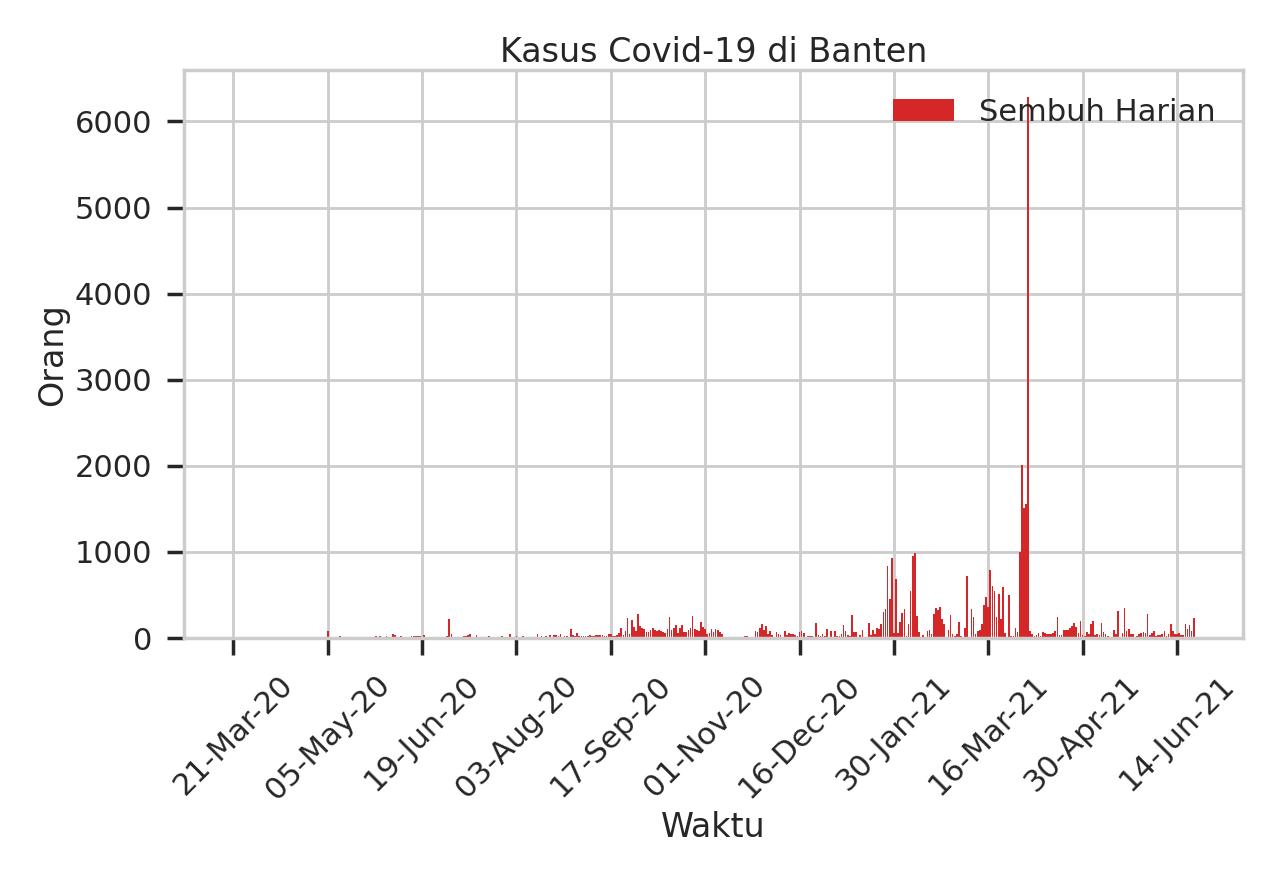 Kasus Covid-19 di Banten
Sembuh Harian
6000
5000
4000
3000
2000
1000
0
Orang
21-Mar-20
05-May-20
19-Jun-20
03-Aug-20
17-Sep-20
01-Nov-20
16-Dec-20
30-Jan-21
16-Mar-21
30-Apr-21
14-Jun-21
Waktu